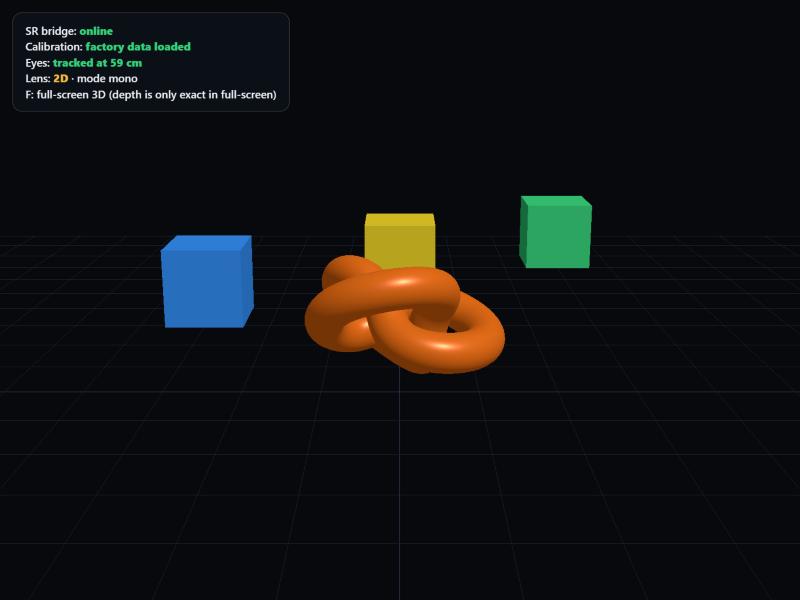 SR bridge: online
Calibration: factory data loaded
Eyes: tracked at 59 cm
Lens: 2D · mode mono
F: full-screen 3D (depth is only exact in full-screen)